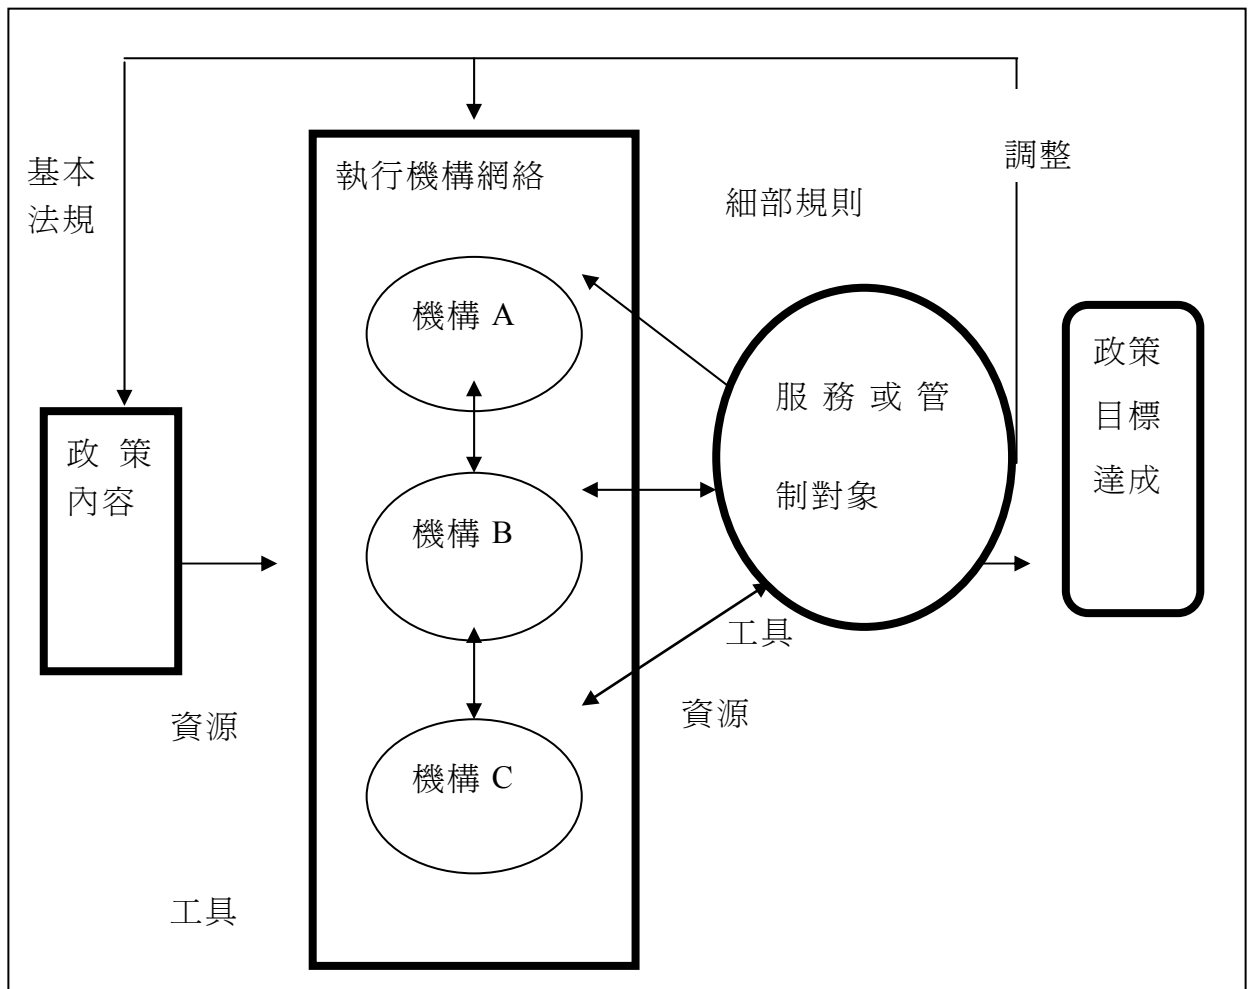 基本
法規
執行機構網絡
調整
細部規則
機構 A
服 務 或 管
制對象
政策
目標
達成
政 策
內容
機構 B
工具
資源
資源
機構 C
工具